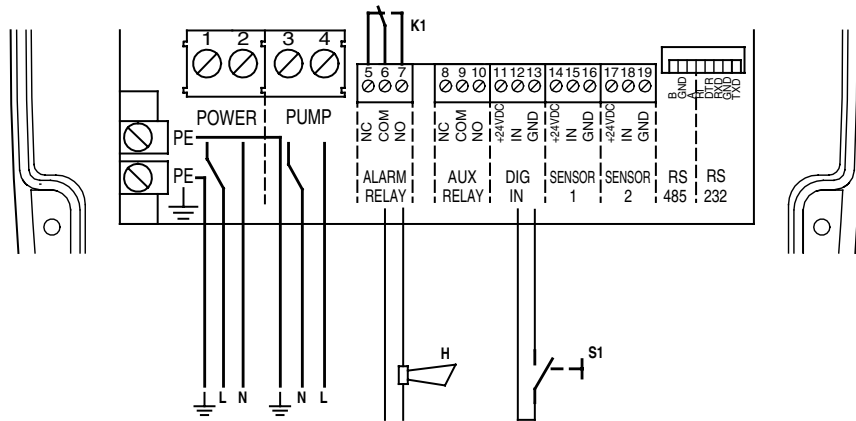 K1
1 2 3 4
5 6 7 8 9 10 11 12 13 14 15 16 17 18 19
POWER PUMP
PE
PE
NC COM NO
NC COM NO
+24VDC IN GND
+24VDC IN GND
+24VDC IN GND
B GND A RI DTR RXD GND TXD
ALARM RELAY
AUX RELAY
DIG IN
SENSOR 1
SENSOR 2
RS 485
RS 232
L N N L
H
S1